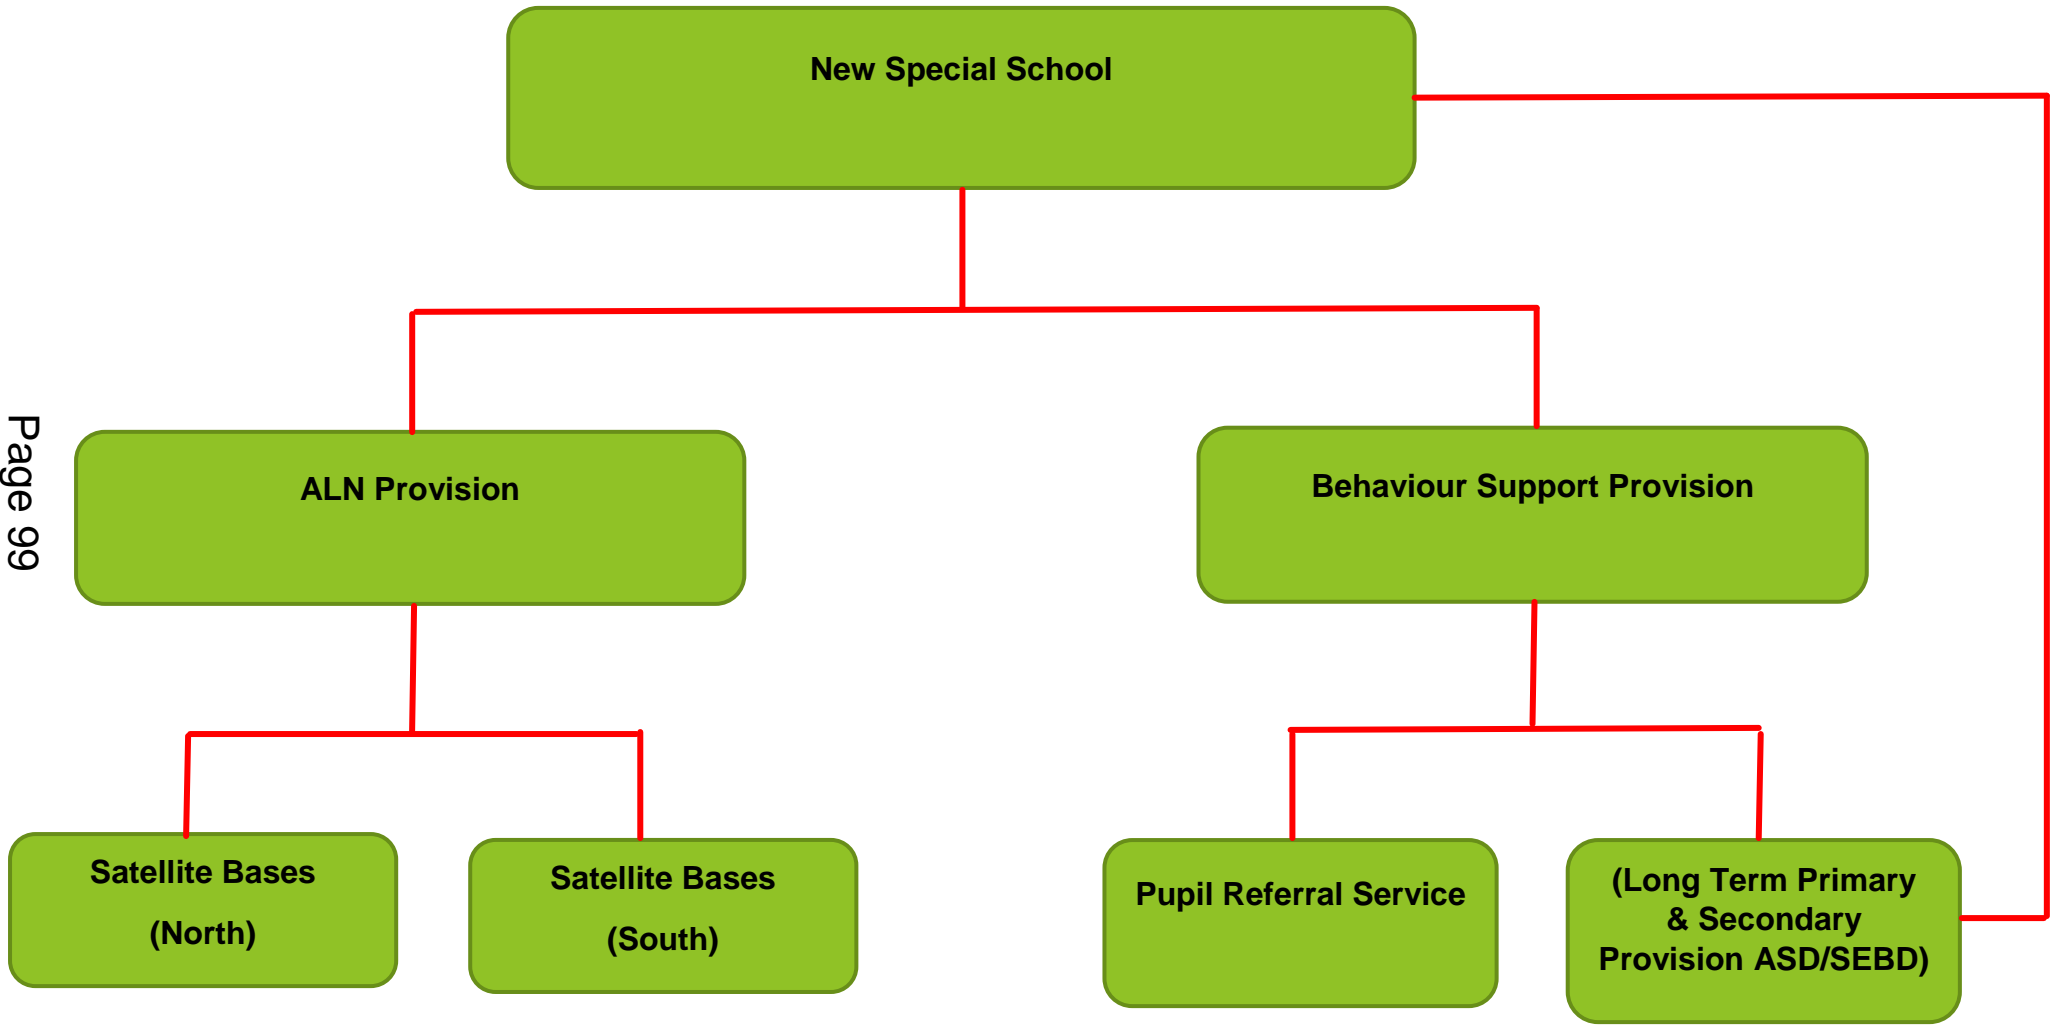 New Special School
ALN Provision
Behaviour Support Provision
Satellite Bases
(North)
Satellite Bases
(South)
Pupil Referral Service
(Long Term Primary
& Secondary
Provision ASD/SEBD)
Page 99